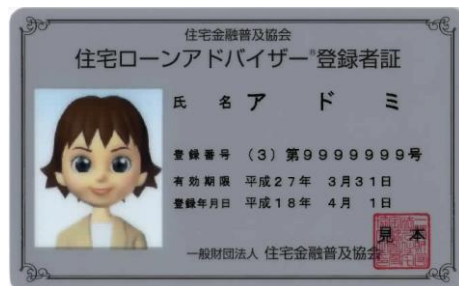 住宅金融普及協会
住宅ローンアドバイザー®登録者証
氏名 アドミ
登録番号 (3)第9999999号
有効期限 平成27年 3月31日
登録年月日 平成18年 4月 1日
一般財団法人 住宅金融普及協会
見本